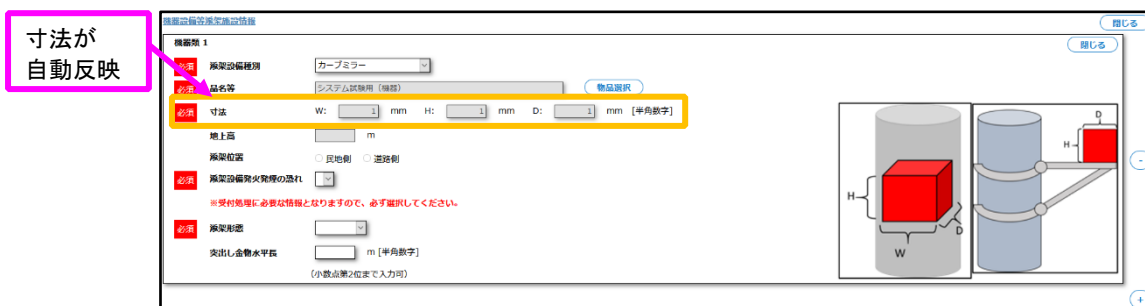 寸法が
自動反映
機器設備等添架施設情報
閉じる
機器類 1
閉じる
必須 添架設備種別 カーブミラー
必須 品名等 システム試験用（機器） 物品選択
必須 寸法 W: 1 mm H: 1 mm D: 1 mm [半角数字]
地上高 m
添架位置 民地側 道路側
必須 添架設備発火発煙の恐れ
※受付処理に必要な情報となりますので、必ず選択してください。
必須 添架形態
突出し金物水平長 m [半角数字]
（小数点第2位まで入力可）
H
W
D
D
H
-
+